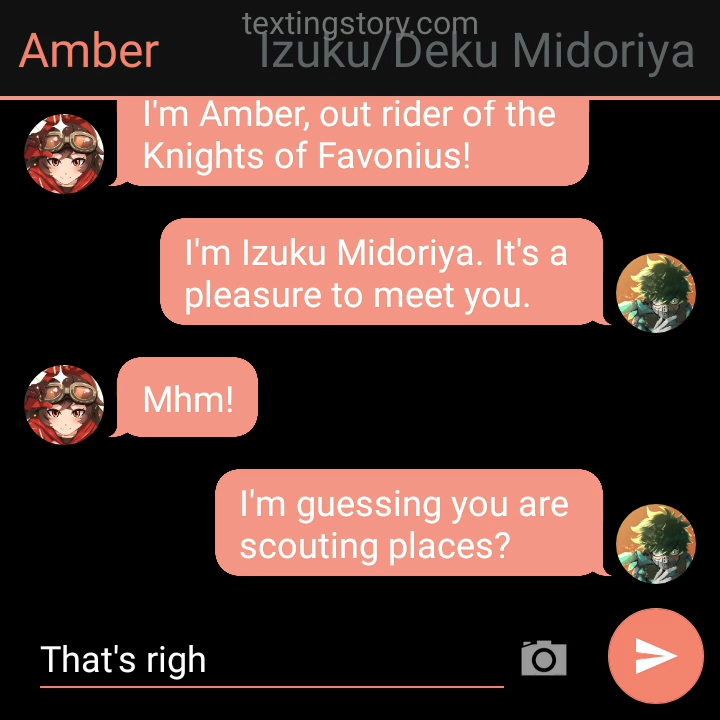 textingstory.com
Amber
Izuku/Deku Midoriya
I'm Amber, out rider of the
Knights of Favonius!
I'm Izuku Midoriya. It's a
pleasure to meet you.
Mhm!
I'm guessing you are
scouting places?
That's righ